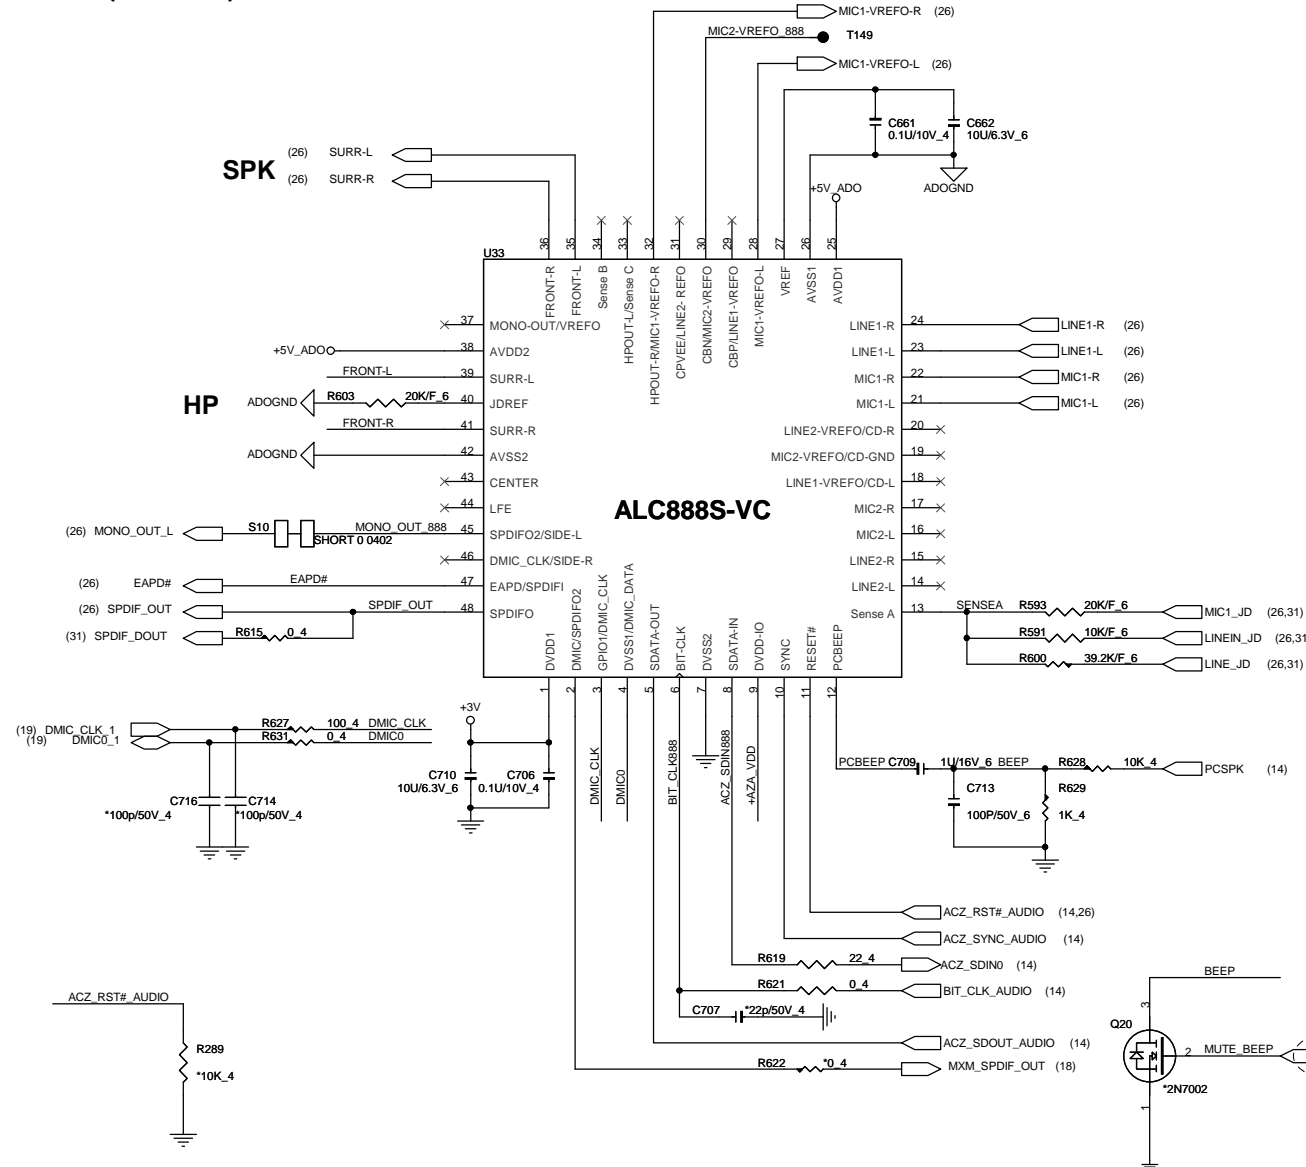 MIC1-VREFO-R (26)
MIC2-VREFO_888 T149
MIC1-VREFO-L (26)
C661
0.1U/10V_4
C662
10U/6.3V_6
ADOGND
+5V_ADO
SPK
(26) SURR-L
(26) SURR-R
U33
36 35 34 33 32 31 30 29 28 27 26 25
FRONT-R
FRONT-L
Sense B
HPOUT-L/Sense C
HPOUT-R/MIC1-VREFO-R
CPVEE/LINE2- REFO
CBN/MIC2-VREFO
CBP/LINE1-VREFO
MIC1-VREFO-L
VREF
AVSS1
AVDD1
37 MONO-OUT/VREFO
+5V_ADO 38 AVDD2
FRONT-L 39 SURR-L
HP
ADOGND R603 20K/F_6 40 JDREF
FRONT-R 41 SURR-R
ADOGND 42 AVSS2
43 CENTER
44 LFE
(26) MONO_OUT_L S10 SHORT 0 0402 MONO_OUT_888 45 SPDIFO2/SIDE-L
46 DMIC_CLK/SIDE-R
(26) EAPD# EAPD# 47 EAPD/SPDIFI
(26) SPDIF_OUT SPDIF_OUT 48 SPDIFO
(31) SPDIF_DOUT R615 0_4
ALC888S-VC
LINE1-R 24 LINE1-R (26)
LINE1-L 23 LINE1-L (26)
MIC1-R 22 MIC1-R (26)
MIC1-L 21 MIC1-L (26)
LINE2-VREFO/CD-R 20
MIC2-VREFO/CD-GND 19
LINE1-VREFO/CD-L 18
MIC2-R 17
MIC2-L 16
LINE2-R 15
LINE2-L 14
Sense A 13 SENSEA R593 20K/F_6 MIC1_JD (26,31)
R591 10K/F_6 LINEIN_JD (26,31
R600 39.2K/F_6 LINE_JD (26,31)
DVDD1
DMIC/SPDIFO2
GPIO1/DMIC_CLK
DVSS1/DMIC_DATA
SDATA-OUT
BIT-CLK
DVSS2
SDATA-IN
DVDD-IO
SYNC
RESET#
PCBEEP
1 2 3 4 5 6 7 8 9 10 11 12
(19) DMIC_CLK_1 R627 100_4 DMIC_CLK
(19) DMIC0_1 R631 0_4 DMIC0
C716
*100p/50V_4
C714
*100p/50V_4
+3V
C710
10U/6.3V_6
C706
0.1U/10V_4
DMIC_CLK
DMIC0
BIT_CLK888
ACZ_SDIN888
+AZA_VDD
PCBEEP C709 1U/16V_6 BEEP R628 10K_4 PCSPK (14)
C713
100P/50V_6
R629
1K_4
ACZ_RST#_AUDIO (14,26)
ACZ_SYNC_AUDIO (14)
R619 22_4 ACZ_SDIN0 (14)
R621 0_4 BIT_CLK_AUDIO (14)
C707 *22p/50V_4
ACZ_SDOUT_AUDIO (14)
R622 *0_4 MXM_SPDIF_OUT (18)
ACZ_RST#_AUDIO
R289
*10K_4
BEEP
Q20
3
2 MUTE_BEEP
*2N7002
1